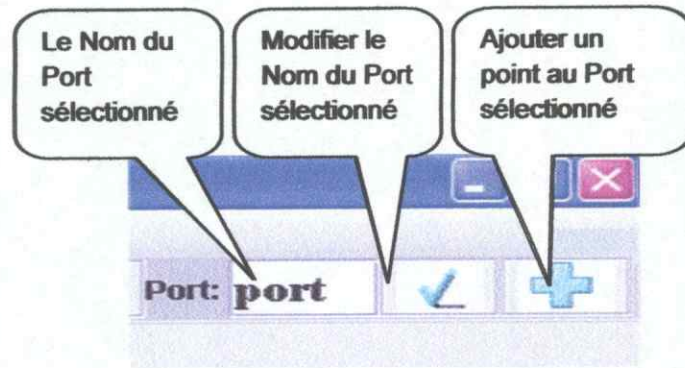 Le Nom du
Port
sélectionné
Modifier le
Nom du Port
sélectionné
Ajouter un
point au Port
sélectionné
Port: port